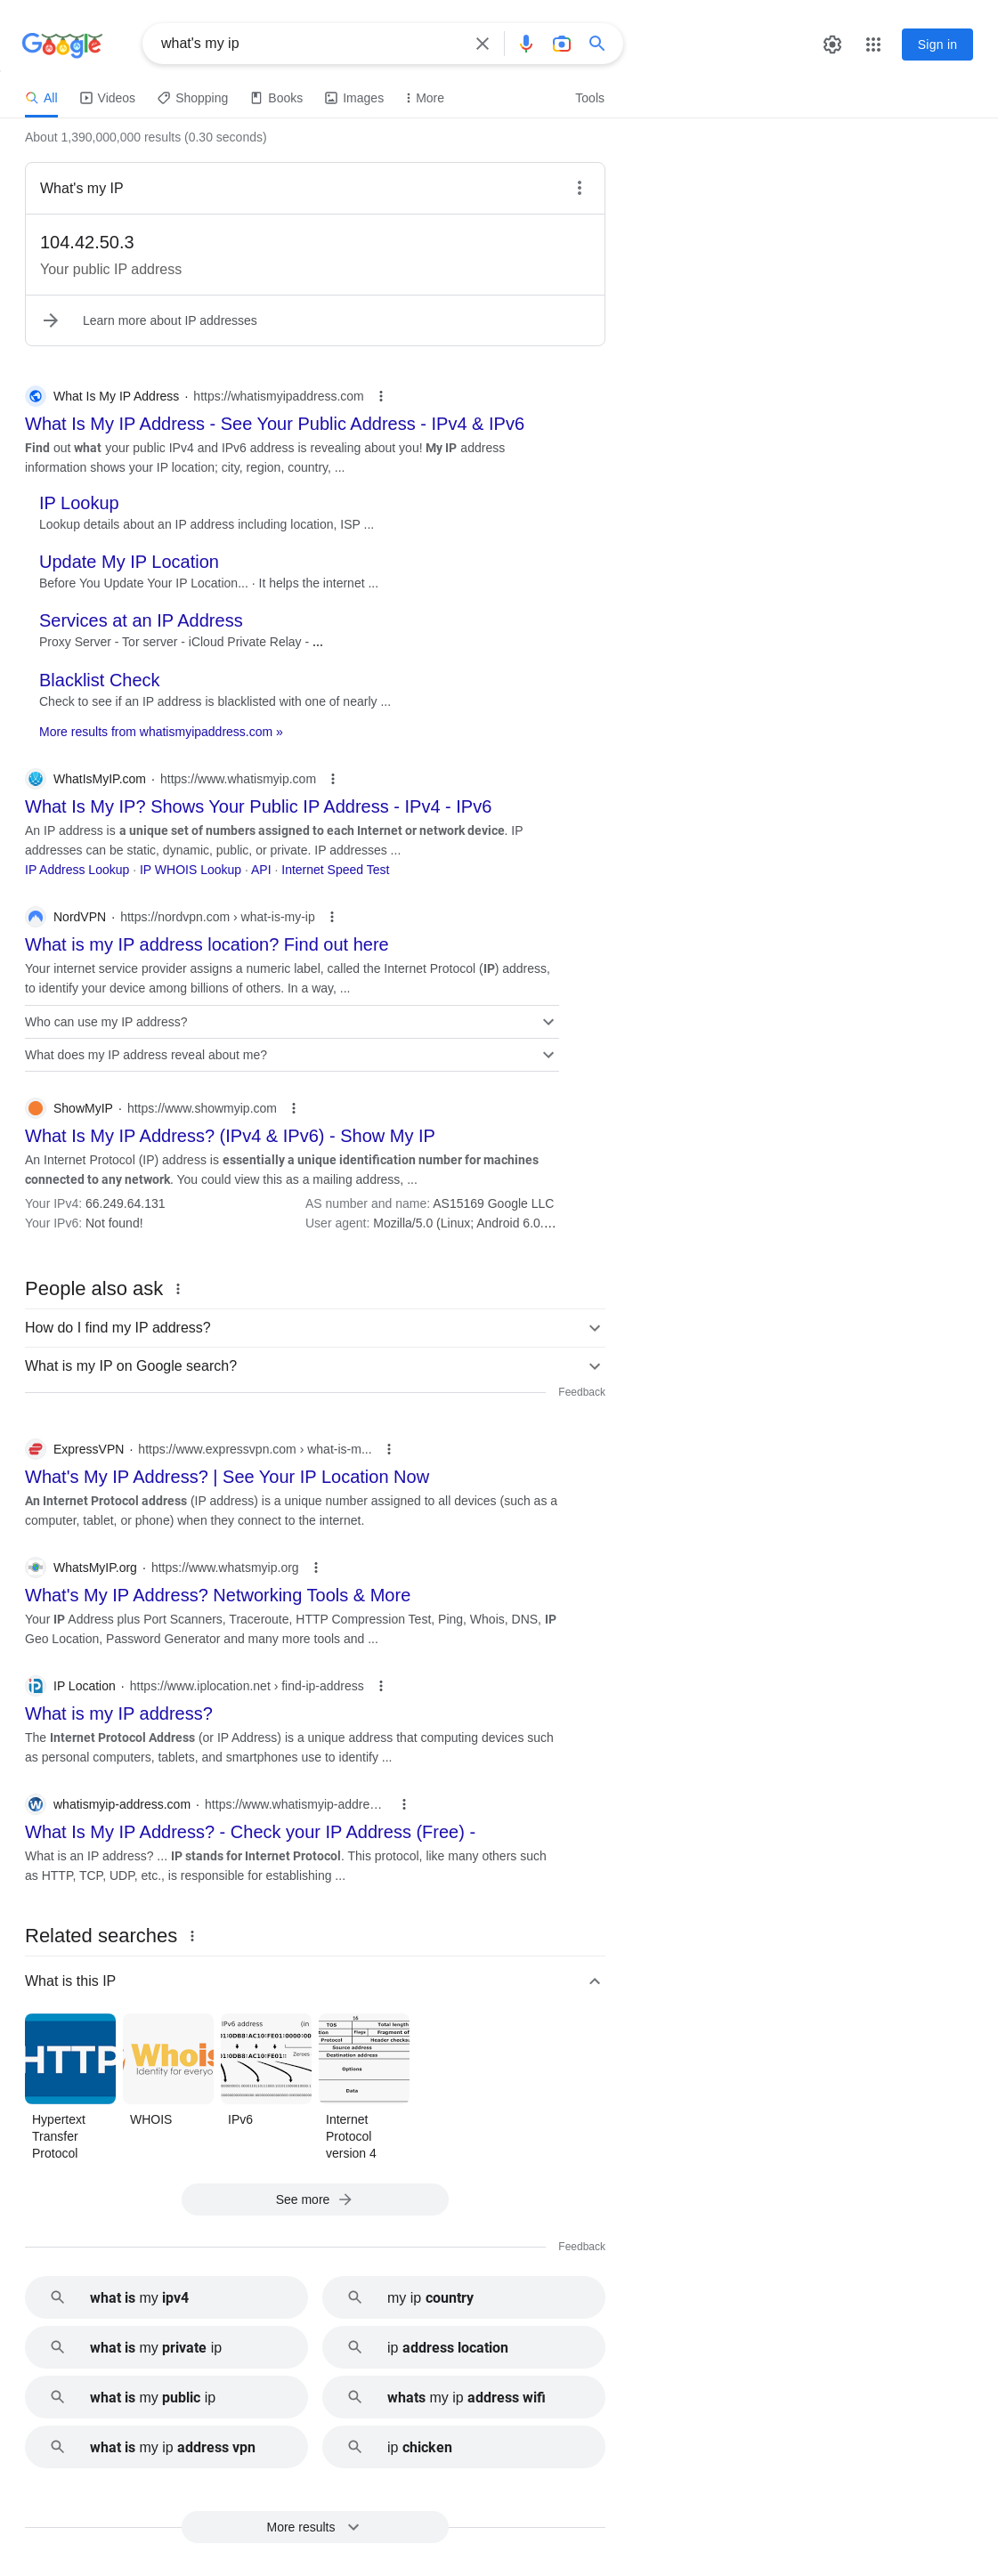 Google
what's my ip
Sign in
All
Videos
Shopping
Books
Images
More
Tools
About 1,390,000,000 results (0.30 seconds)
What's my IP
104.42.50.3
Your public IP address
Learn more about IP addresses
What Is My IP Address · https://whatismyipaddress.com
What Is My IP Address - See Your Public Address - IPv4 & IPv6
Find out what your public IPv4 and IPv6 address is revealing about you! My IP address
information shows your IP location; city, region, country, ...
IP Lookup
Lookup details about an IP address including location, ISP ...
Update My IP Location
Before You Update Your IP Location... · It helps the internet ...
Services at an IP Address
Proxy Server - Tor server - iCloud Private Relay - ...
Blacklist Check
Check to see if an IP address is blacklisted with one of nearly ...
More results from whatismyipaddress.com »
WhatIsMyIP.com · https://www.whatismyip.com
What Is My IP? Shows Your Public IP Address - IPv4 - IPv6
An IP address is a unique set of numbers assigned to each Internet or network device. IP
addresses can be static, dynamic, public, or private. IP addresses ...
IP Address Lookup · IP WHOIS Lookup · API · Internet Speed Test
NordVPN · https://nordvpn.com › what-is-my-ip
What is my IP address location? Find out here
Your internet service provider assigns a numeric label, called the Internet Protocol (IP) address,
to identify your device among billions of others. In a way, ...
Who can use my IP address?
What does my IP address reveal about me?
ShowMyIP · https://www.showmyip.com
What Is My IP Address? (IPv4 & IPv6) - Show My IP
An Internet Protocol (IP) address is essentially a unique identification number for machines
connected to any network. You could view this as a mailing address, ...
Your IPv4: 66.249.64.131
AS number and name: AS15169 Google LLC
Your IPv6: Not found!
User agent: Mozilla/5.0 (Linux; Android 6.0....
People also ask
How do I find my IP address?
What is my IP on Google search?
Feedback
ExpressVPN · https://www.expressvpn.com › what-is-m...
What's My IP Address? | See Your IP Location Now
An Internet Protocol address (IP address) is a unique number assigned to all devices (such as a
computer, tablet, or phone) when they connect to the internet.
WhatsMyIP.org · https://www.whatsmyip.org
What's My IP Address? Networking Tools & More
Your IP Address plus Port Scanners, Traceroute, HTTP Compression Test, Ping, Whois, DNS, IP
Geo Location, Password Generator and many more tools and ...
IP Location · https://www.iplocation.net › find-ip-address
What is my IP address?
The Internet Protocol Address (or IP Address) is a unique address that computing devices such
as personal computers, tablets, and smartphones use to identify ...
whatismyip-address.com · https://www.whatismyip-addre…
What Is My IP Address? - Check your IP Address (Free) -
What is an IP address? ... IP stands for Internet Protocol. This protocol, like many others such
as HTTP, TCP, UDP, etc., is responsible for establishing ...
Related searches
What is this IP
HTTP
Whois
Identity for everyo
IPv6 address (in
Zeroes
16
TOS Total length
Flags Fragment of
Protocol Header checks
Source address
Destination address
Options
Data
Hypertext
Transfer
Protocol
WHOIS
IPv6
Internet
Protocol
version 4
See more
Feedback
what is my ipv4
my ip country
what is my private ip
ip address location
what is my public ip
whats my ip address wifi
what is my ip address vpn
ip chicken
More results